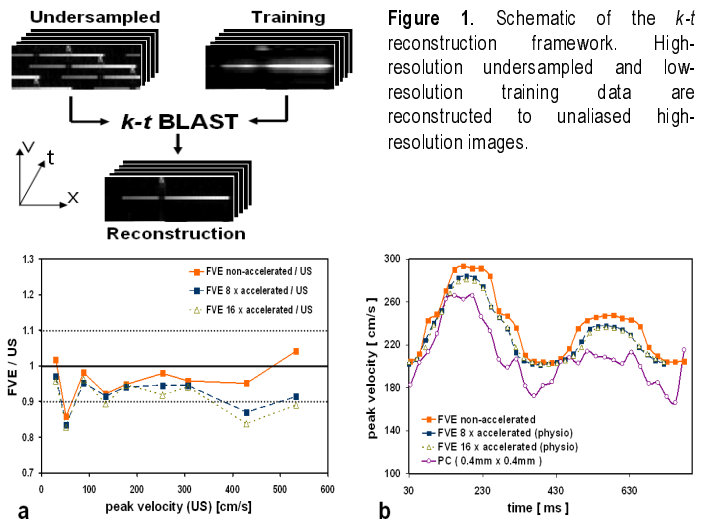 Undersampled
Training
k-t BLAST
V
t
X
Reconstruction
Figure 1. Schematic of the k-t
reconstruction framework. High-
resolution undersampled and low-
resolution training data are
reconstructed to unaliased high-
resolution images.
1.3
1.2
1.1
1
0.9
0.8
0.7
FVE / US
FVE non-accelerated / US
FVE 8 x accelerated / US
FVE 16 x accelerated / US
0
100
200
300
400
500
600
peak velocity (US) [cm/s]
a
300
260
220
180
140
100
peak velocity [ cm/s ]
FVE non-accelerated
FVE 8 x accelerated (physio)
FVE 16 x accelerated (physio)
PC ( 0.4mm x 0.4mm )
30
230
430
630
time [ ms ]
b